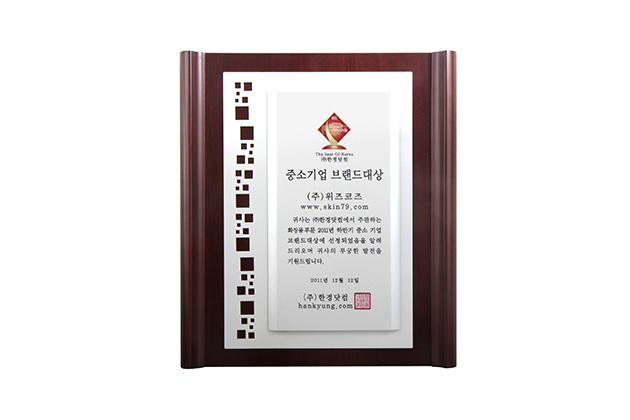 The best Of Korea
㈜한경닷컴
중소기업 브랜드대상
(주)위즈코즈
www.skin79.com
귀사는 ㈜한경닷컴에서 주관하는
화장품부문 2011년 하반기 중소 기업
브랜드대상에 선정되었음을 알려
드리오며 귀사의 무궁한 발전을
기원드립니다.
2011년 12월 12일
(주)한경닷컴
hankyung.com